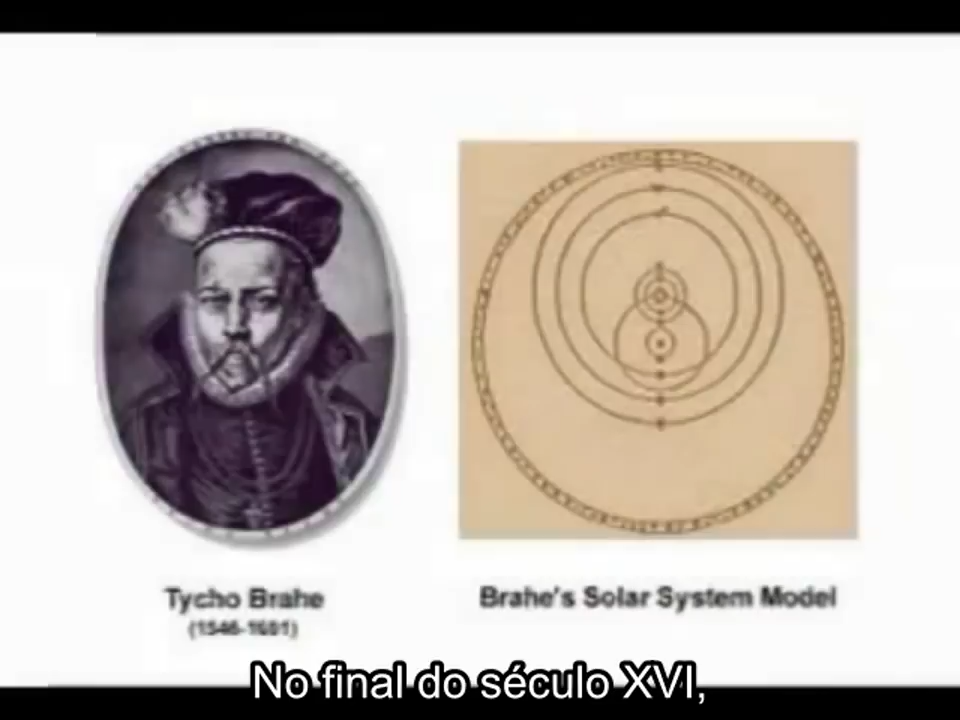 Tycho Brahe
(1546-1601)
Brahe's Solar System Model
No final do século XVI,